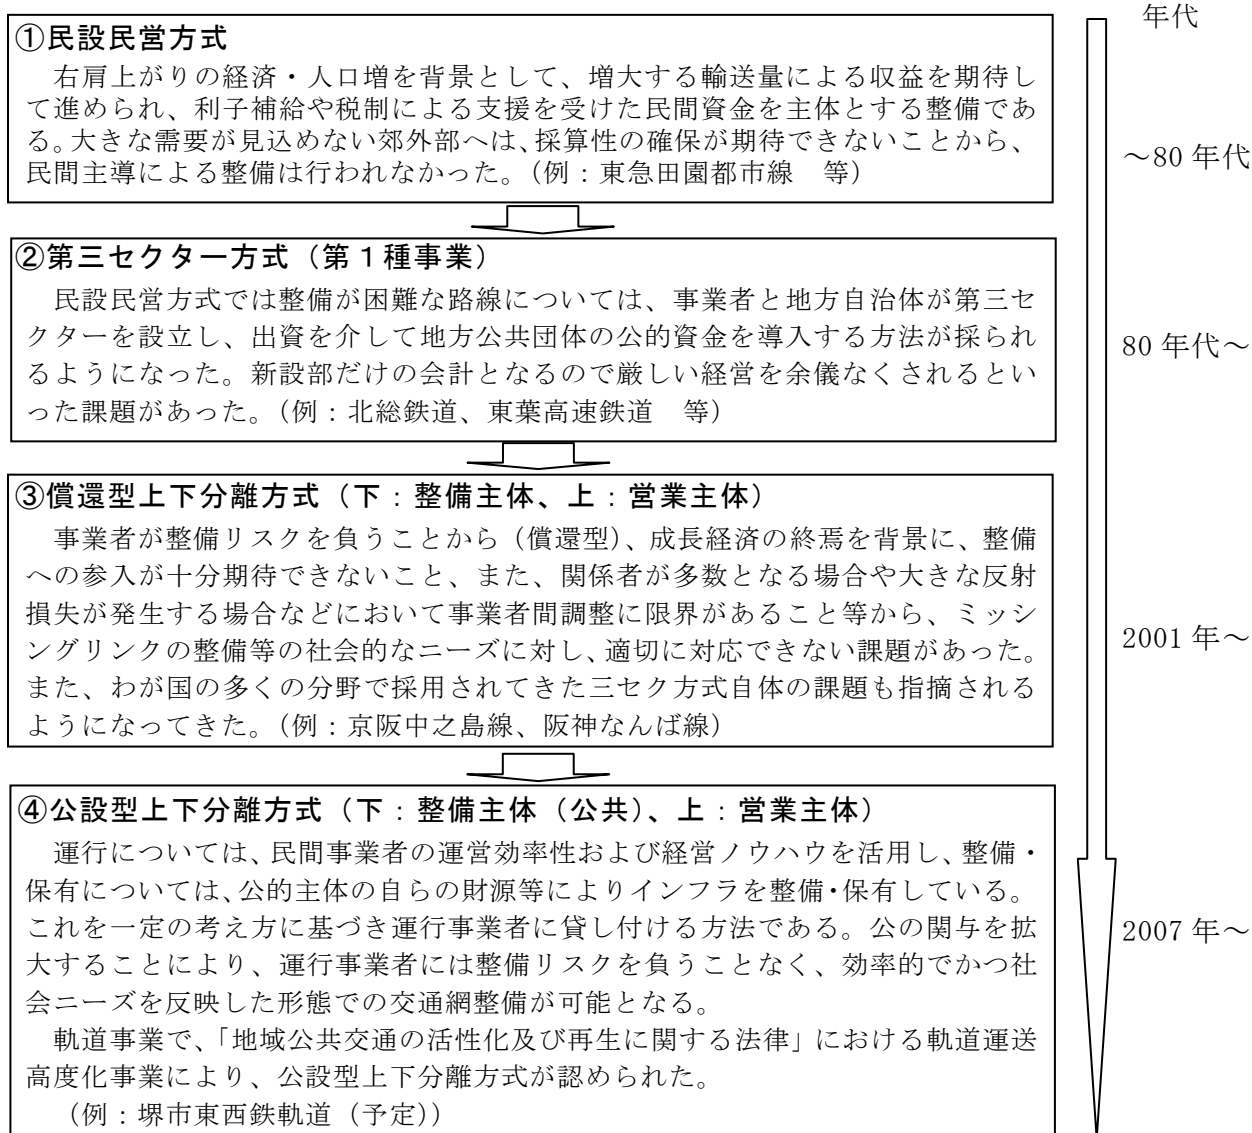 年代
①民設民営方式
右肩上がりの経済・人口増を背景として、増大する輸送量による収益を期待し
て進められ、利子補給や税制による支援を受けた民間資金を主体とする整備であ
る。大きな需要が見込めない郊外部へは、採算性の確保が期待できないことから、
民間主導による整備は行われなかった。（例：東急田園都市線　等）
～80 年代
②第三セクター方式（第１種事業）
民設民営方式では整備が困難な路線については、事業者と地方自治体が第三セ
クターを設立し、出資を介して地方公共団体の公的資金を導入する方法が採られ
るようになった。新設部だけの会計となるので厳しい経営を余儀なくされるとい
った課題があった。（例：北総鉄道、東葉高速鉄道　等）
80 年代～
③償還型上下分離方式（下：整備主体、上：営業主体）
事業者が整備リスクを負うことから（償還型）、成長経済の終焉を背景に、整備
への参入が十分期待できないこと、また、関係者が多数となる場合や大きな反射
損失が発生する場合などにおいて事業者間調整に限界があること等から、ミッシ
ングリンクの整備等の社会的なニーズに対し、適切に対応できない課題があった。
また、わが国の多くの分野で採用されてきた三セク方式自体の課題も指摘される
ようになってきた。（例：京阪中之島線、阪神なんば線）
2001 年～
④公設型上下分離方式（下：整備主体（公共）、上：営業主体）
運行については、民間事業者の運営効率性および経営ノウハウを活用し、整備・
保有については、公的主体の自らの財源等によりインフラを整備・保有している。
これを一定の考え方に基づき運行事業者に貸し付ける方法である。公の関与を拡
大することにより、運行事業者には整備リスクを負うことなく、効率的でかつ社
会ニーズを反映した形態での交通網整備が可能となる。
軌道事業で、「地域公共交通の活性化及び再生に関する法律」における軌道運送
高度化事業により、公設型上下分離方式が認められた。
（例：堺市東西鉄軌道（予定））
2007 年～